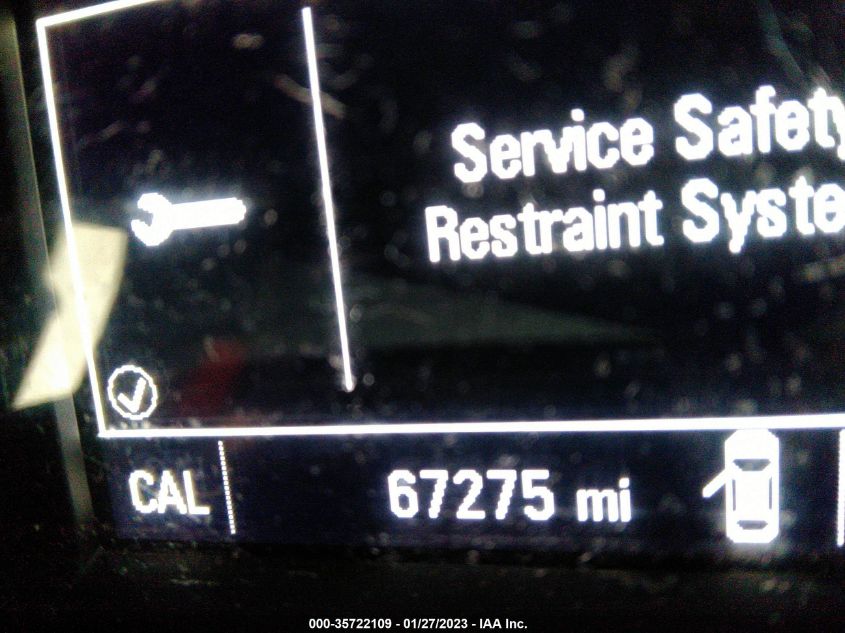 Service Safety
Restraint Syste
CAL 67275 mi
000-35722109 - 01/27/2023 - IAA Inc.